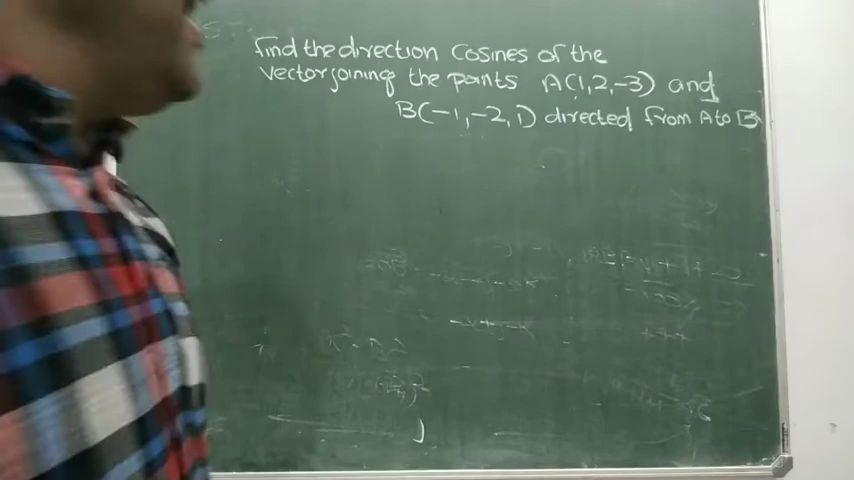 find the direction Cosines of the
Vector joining the points A(1,2,-3) and
B(-1,-2,1) directed from A to B